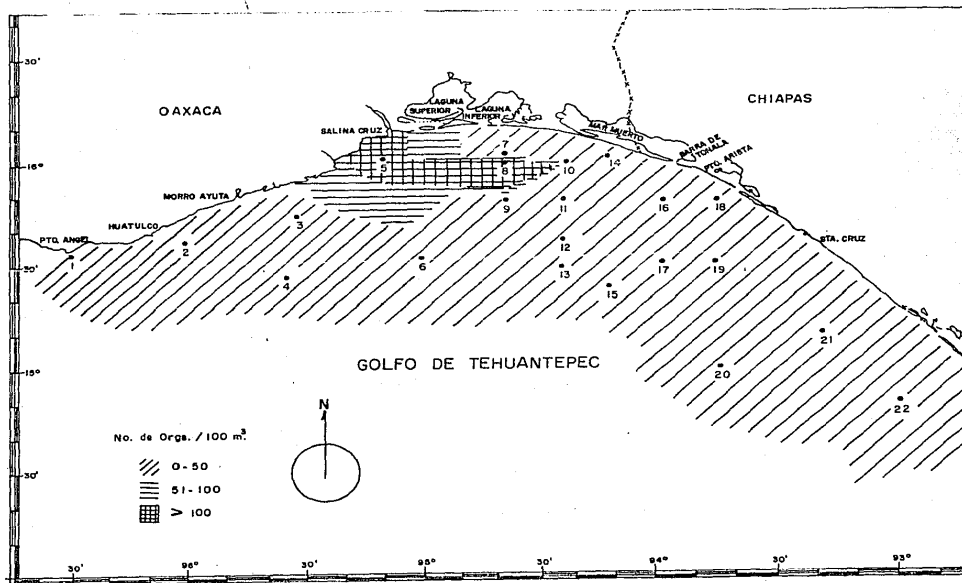 30'
OAXACA
CHIAPAS
LAGUNA
SUPERIOR
LAGUNA
INFERIOR
SALINA CRUZ
MAR MUERTO
BARRA DE
TONALA
PTO. ARISTA
16°
MORRO AYUTA
HUATULCO
PTO. ANGEL
STA. CRUZ
1
2
3
4
5
6
7
8
9
10
11
12
13
14
15
16
17
18
19
20
21
22
30'
GOLFO DE TEHUANTEPEC
15°
N
No. de Orgs. / 100 m³.
0-50
51-100
> 100
30'
30'
96°
95°
30'
94°
30'
93°